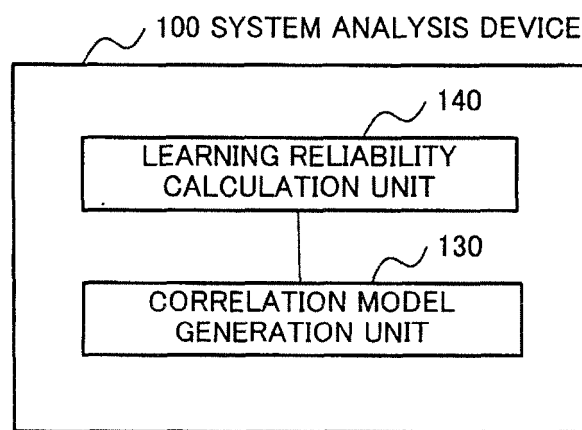 100 SYSTEM ANALYSIS DEVICE
140
LEARNING RELIABILITY
CALCULATION UNIT
130
CORRELATION MODEL
GENERATION UNIT